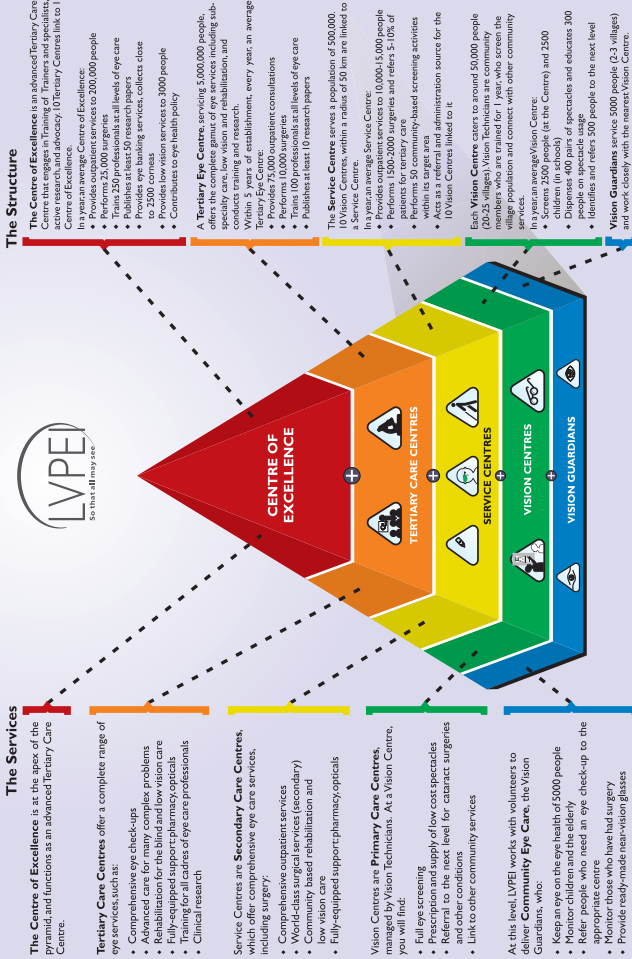 LVPEI
So that all may see
The Services
The Centre of Excellence is at the apex of the
pyramid, and functions as an advanced Tertiary Care
Centre.
Tertiary Care Centres offer a complete range of
eye services, such as:
• Comprehensive eye check-ups
• Advanced care for many complex problems
• Rehabilitation for the blind and low vision care
• Fully-equipped support: pharmacy, opticals
• Training for all cadres of eye care professionals
• Clinical research
Service Centres are Secondary Care Centres,
which offer comprehensive eye care services,
including surgery:
• Comprehensive outpatient services
• World-class surgical services (secondary)
• Community based rehabilitation and
low vision care
• Fully-equipped support: pharmacy, opticals
Vision Centres are Primary Care Centres,
managed by Vision Technicians. At a Vision Centre,
you will find:
• Full eye screening
• Prescription and supply of low cost spectacles
• Referral to the next level for cataract surgeries
and other conditions
• Link to other community services
At this level, LVPEI works with volunteers to
deliver Community Eye Care, the Vision
Guardians, who:
• Keep an eye on the eye health of 5000 people
• Monitor children and the elderly
• Refer people who need an eye check-up to the
appropriate centre
• Monitor those who have had surgery
• Provide ready-made near-vision glasses
CENTRE OF
EXCELLENCE
TERTIARY CARE CENTRES
SERVICE CENTRES
VISION CENTRES
VISION GUARDIANS
The Structure
The Centre of Excellence is an advanced Tertiary Care
Centre that engages in Training of Trainers and specialists,
active research, and advocacy. 10 Tertiary Centres link to 1
Centre of Excellence.
In a year, an average Centre of Excellence:
• Provides outpatient services to 200,000 people
• Performs 25,000 surgeries
• Trains 250 professionals at all levels of eye care
• Publishes at least 50 research papers
• Provides eye banking services, collects close
to 2500 corneas
• Provides low vision services to 3000 people
• Contributes to eye health policy
A Tertiary Eye Centre, servicing 5,000,000 people,
offers the complete gamut of eye services including sub-
specialty care, low vision and rehabilitation, and
conducts training and research.
Within 5 years of establishment, every year, an average
Tertiary Eye Centre:
• Provides 75,000 outpatient consultations
• Performs 10,000 surgeries
• Trains 100 professionals at all levels of eye care
• Publishes at least 10 research papers
The Service Centre serves a population of 500,000.
10 Vision Centres, within a radius of 50 km are linked to
a Service Centre.
In a year, an average Service Centre:
• Provides outpatient services to 10,000-15,000 people
• Performs 1500-2000 surgeries and refers 5-10% of
patients for tertiary care
• Performs 50 community-based screening activities
within its target area
• Acts as a referral and administration source for the
10 Vision Centres linked to it
Each Vision Centre caters to around 50,000 people
(20-25 villages). Vision Technicians are community
members who are trained for 1 year, who screen the
village population and connect with other community
services.
In a year, an average Vision Centre:
• Screens 2500 people (at the Centre) and 2500
children (in schools)
• Dispenses 400 pairs of spectacles and educates 300
people on spectacle usage
• Identifies and refers 500 people to the next level
Vision Guardians service 5000 people (2-3 villages)
and work closely with the nearest Vision Centre.